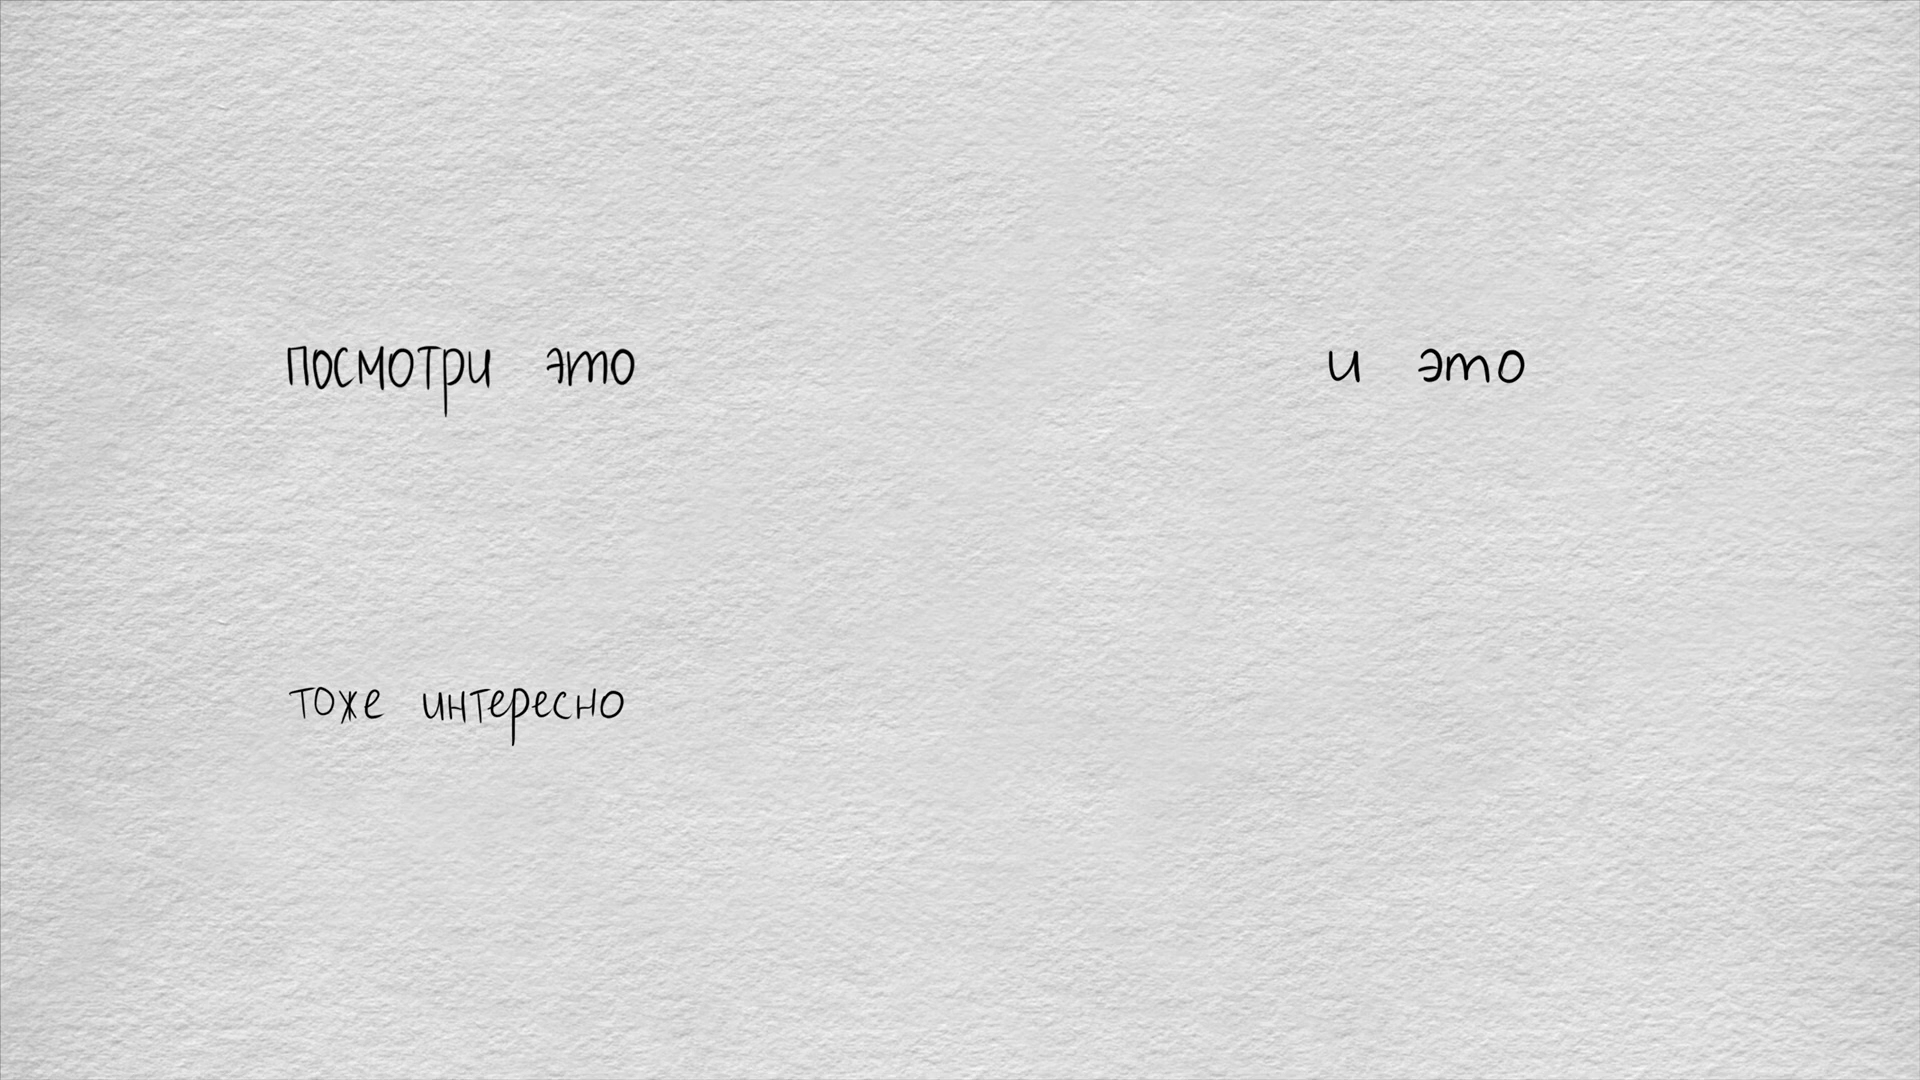 посмотри это
и это
тоже интересно